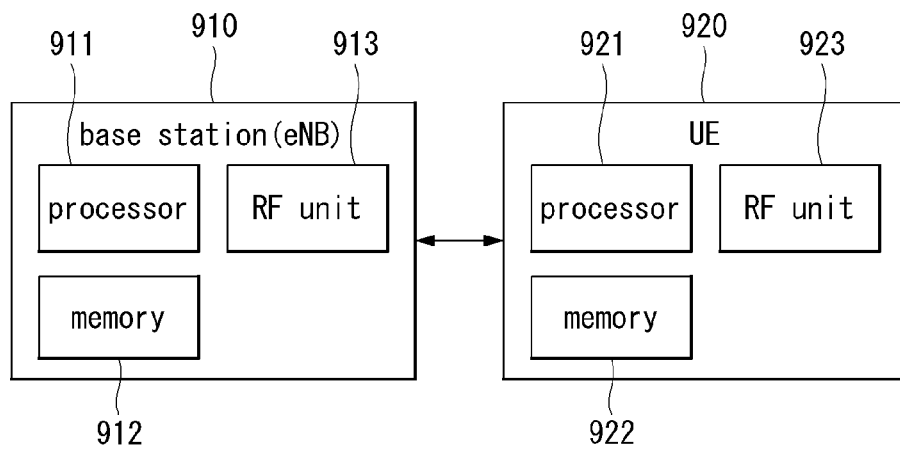 911 910 913 921 920 923
base station(eNB) UE
processor RF unit processor RF unit
memory memory
912 922